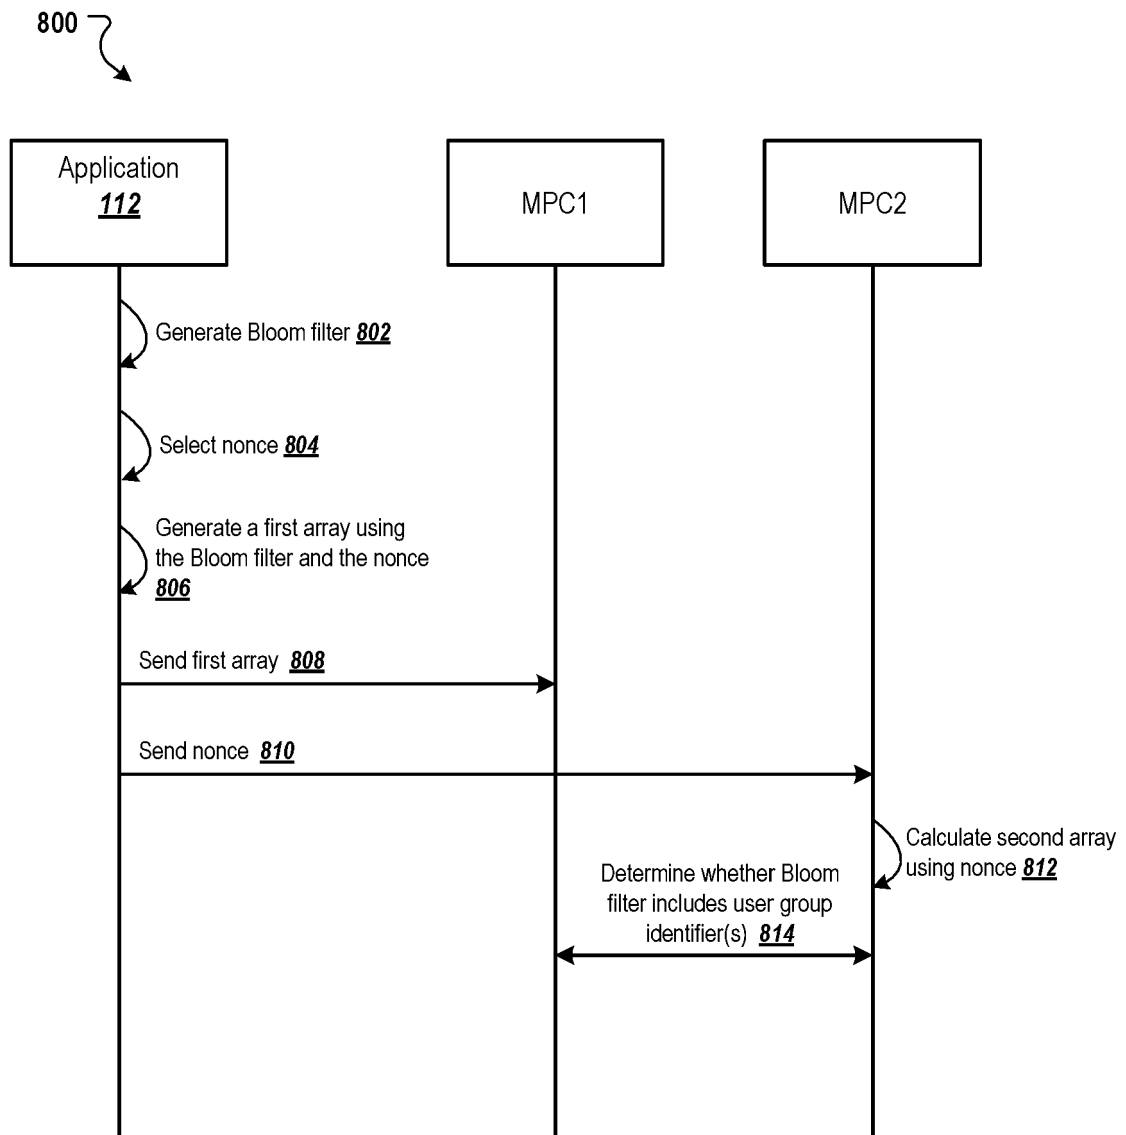 800
Application
112
MPC1
MPC2
Generate Bloom filter 802
Select nonce 804
Generate a first array using
the Bloom filter and the nonce
806
Send first array 808
Send nonce 810
Calculate second array
using nonce 812
Determine whether Bloom
filter includes user group
identifier(s) 814